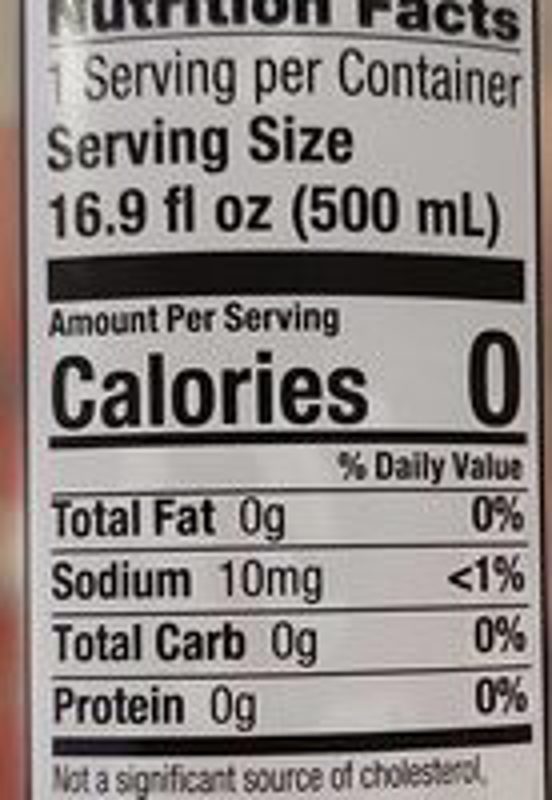 Nutrition Facts
1 Serving per Container
Serving Size
16.9 fl oz (500 mL)
Amount Per Serving
Calories 0
% Daily Value
Total Fat 0g 0%
Sodium 10mg <1%
Total Carb 0g 0%
Protein 0g 0%
Not a significant source of cholesterol,